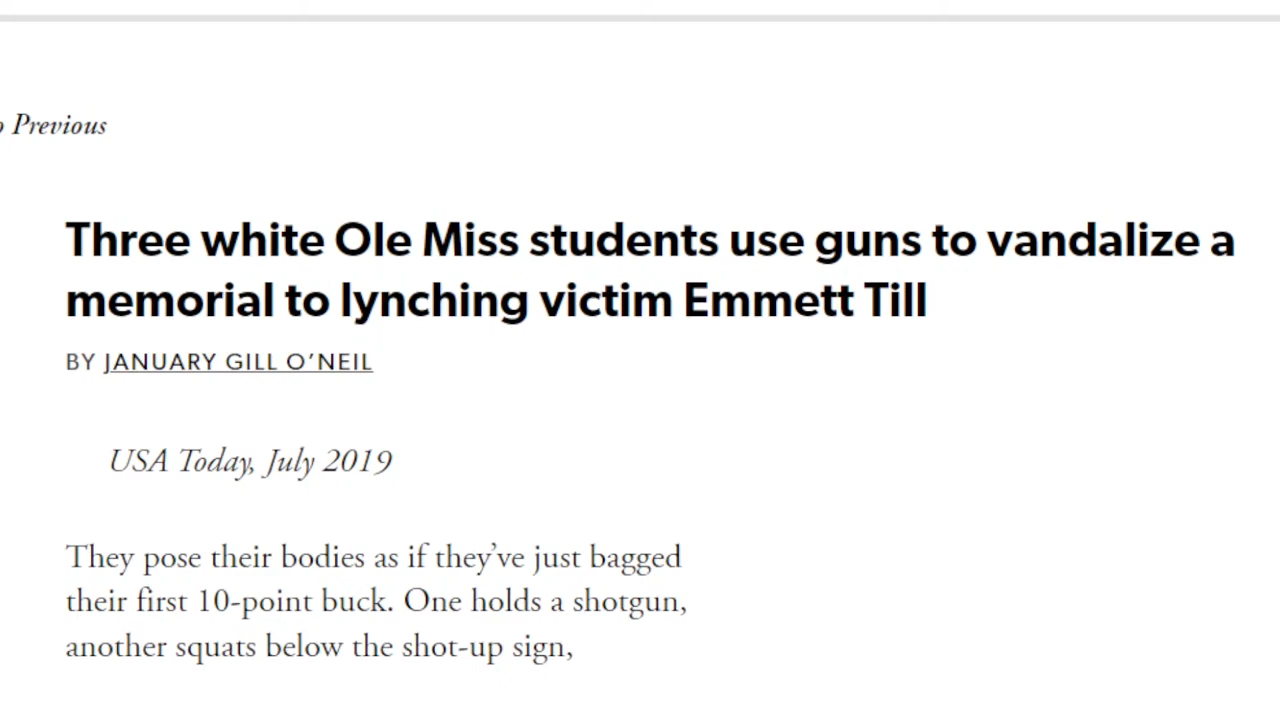 Previous
Three white Ole Miss students use guns to vandalize a
memorial to lynching victim Emmett Till
BY JANUARY GILL O’NEIL
USA Today, July 2019
They pose their bodies as if they’ve just bagged
their first 10-point buck. One holds a shotgun,
another squats below the shot-up sign,